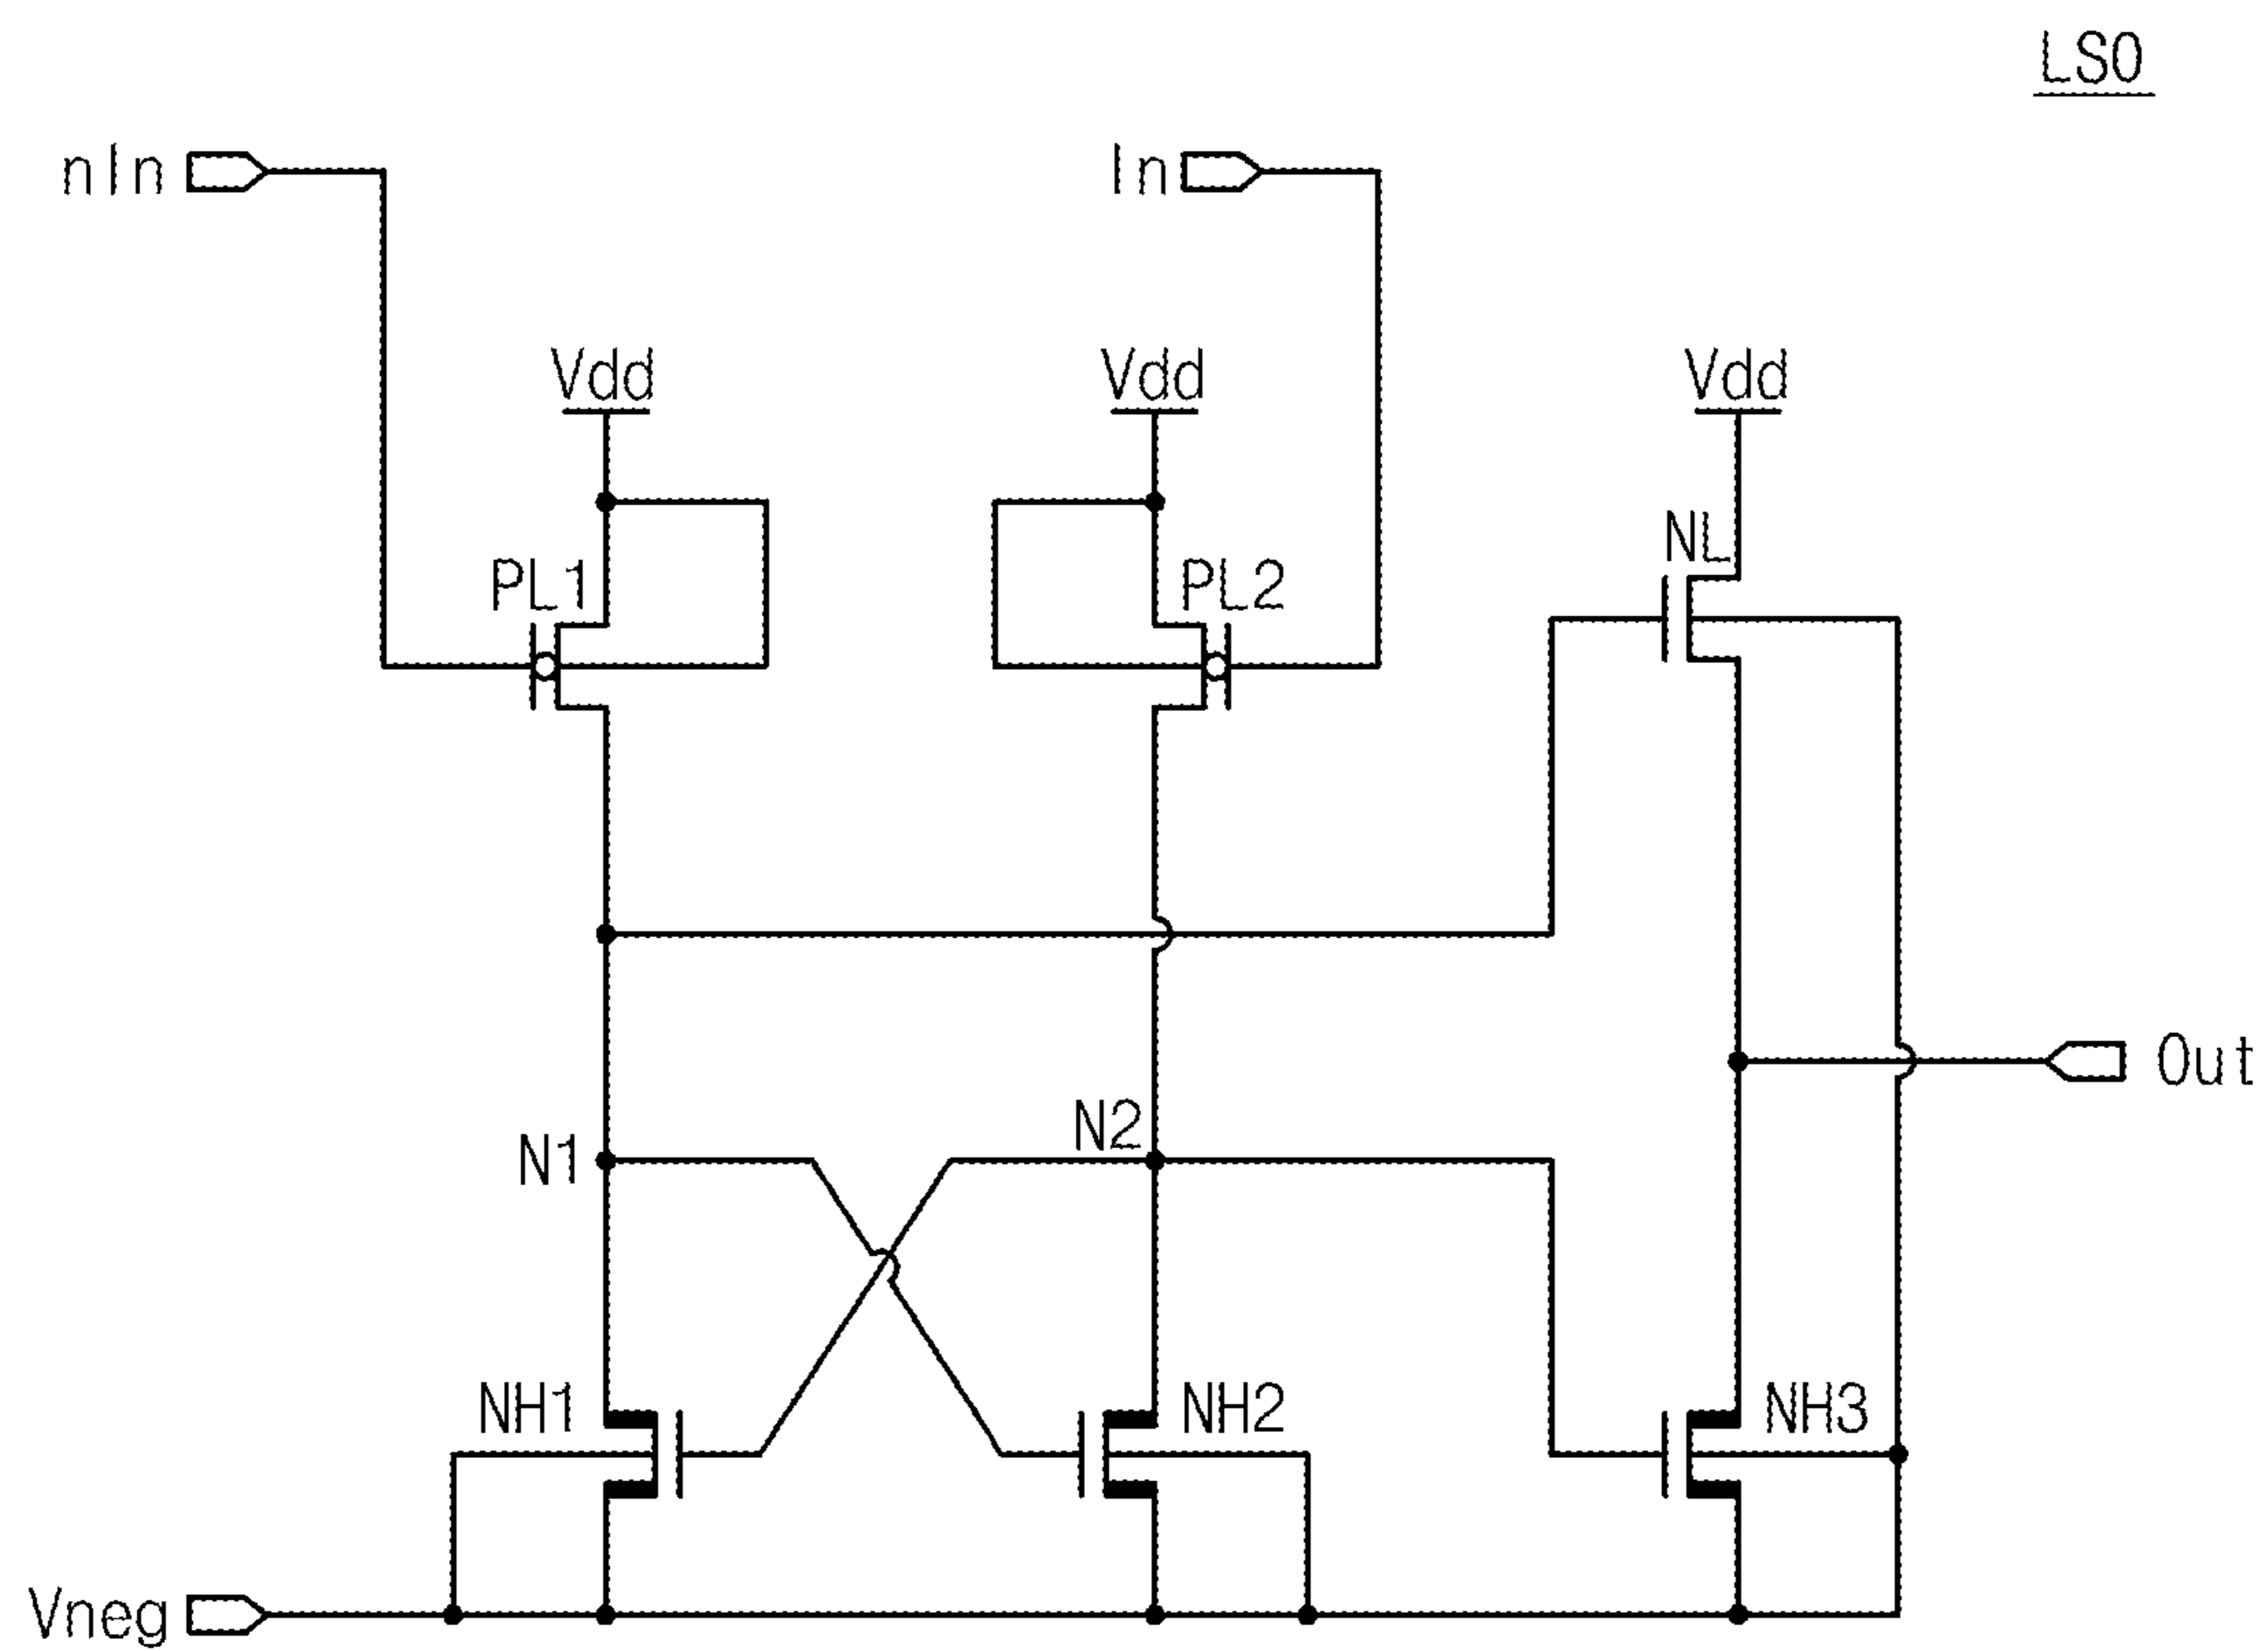 LS0
nIn
In
Vdd
Vdd
Vdd
NL
PL1
PL2
Out
N2
N1
NH1
NH2
NH3
Vneg